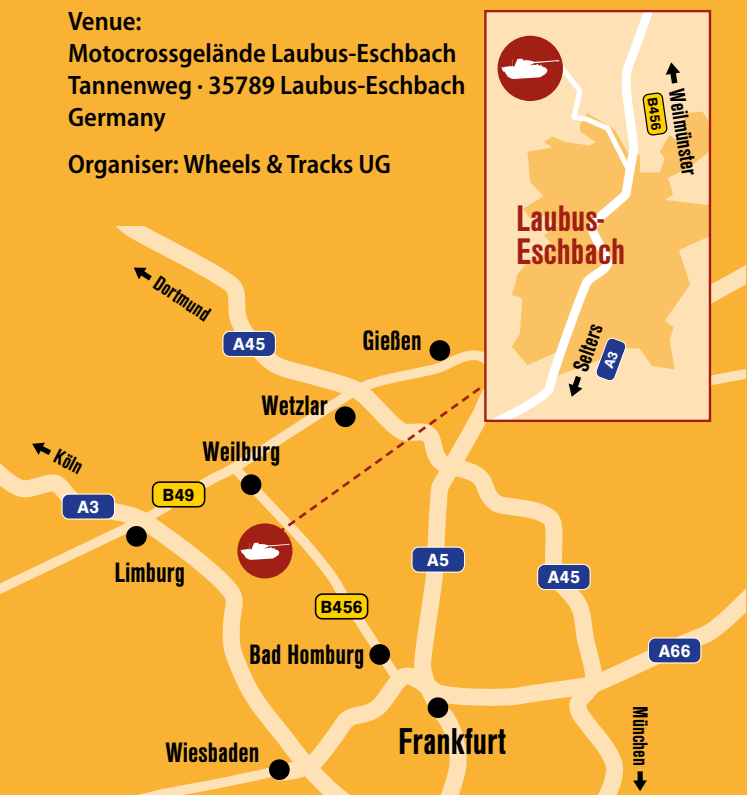 Venue:
Motocrossgelände Laubus-Eschbach
Tannenweg · 35789 Laubus-Eschbach
Germany
Organiser: Wheels & Tracks UG
B456
Weilmünster
Laubus-
Eschbach
Selters
A3
Dortmund
A45
Gießen
Wetzlar
Weilburg
Köln
B49
A3
Limburg
A5
A45
B456
Bad Homburg
A66
Frankfurt
München
Wiesbaden